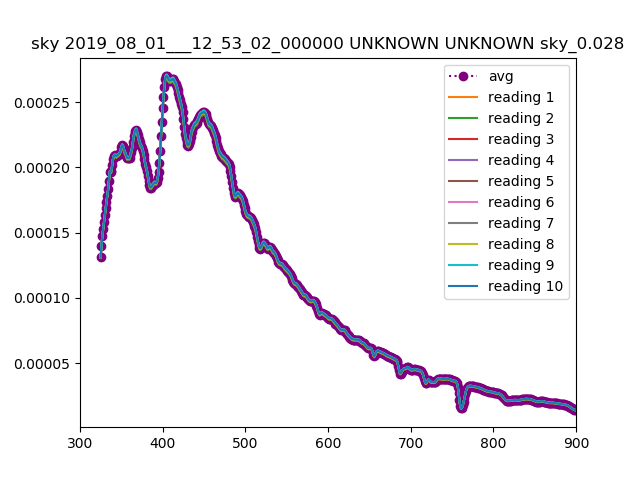 sky 2019_08_01___12_53_02_000000 UNKNOWN UNKNOWN sky_0.028
avg
reading 1
reading 2
reading 3
reading 4
reading 5
reading 6
reading 7
reading 8
reading 9
reading 10
0.00025
0.00020
0.00015
0.00010
0.00005
300 400 500 600 700 800 900